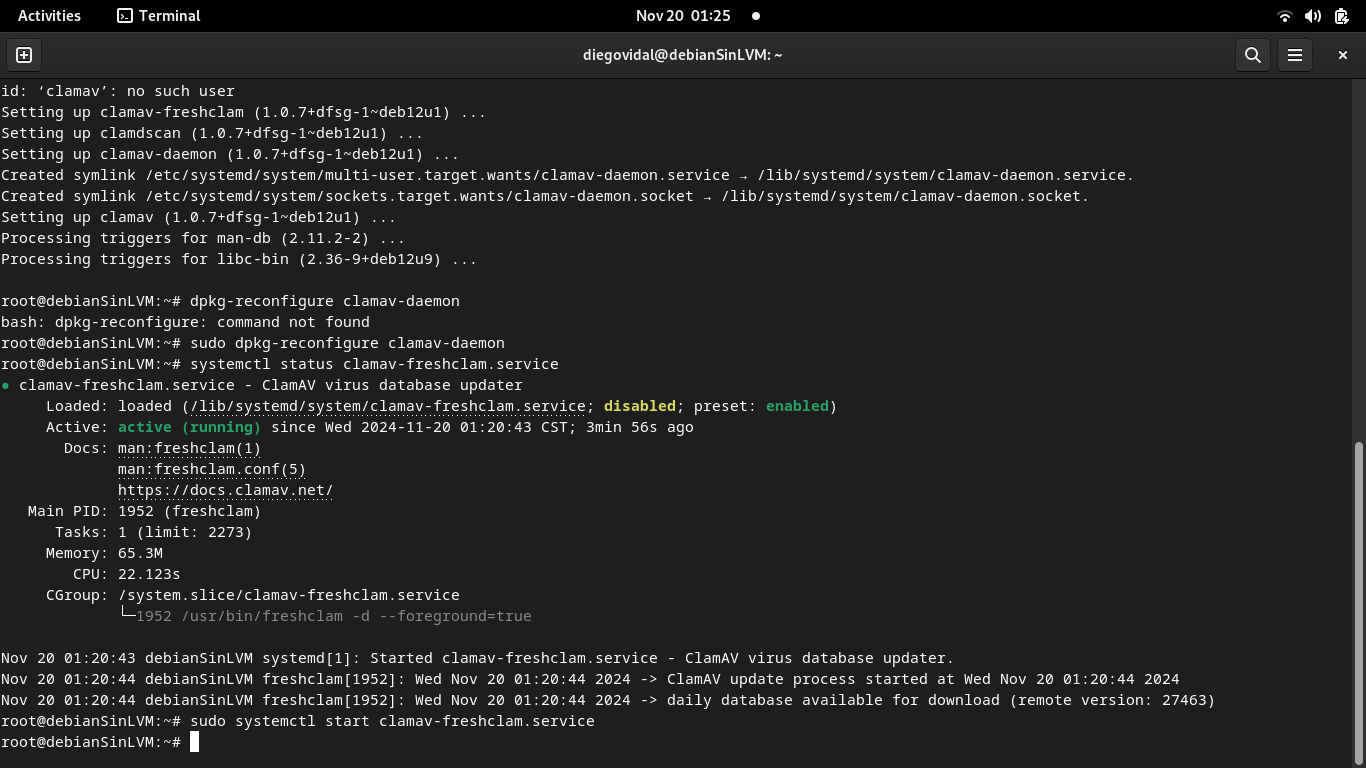 Activities
Terminal
Nov 20 01:25
diegovidal@debianSinLVM: ~
id: ‘clamav’: no such user
Setting up clamav-freshclam (1.0.7+dfsg-1~deb12u1) ...
Setting up clamdscan (1.0.7+dfsg-1~deb12u1) ...
Setting up clamav-daemon (1.0.7+dfsg-1~deb12u1) ...
Created symlink /etc/systemd/system/multi-user.target.wants/clamav-daemon.service → /lib/systemd/system/clamav-daemon.service.
Created symlink /etc/systemd/system/sockets.target.wants/clamav-daemon.socket → /lib/systemd/system/clamav-daemon.socket.
Setting up clamav (1.0.7+dfsg-1~deb12u1) ...
Processing triggers for man-db (2.11.2-2) ...
Processing triggers for libc-bin (2.36-9+deb12u9) ...
root@debianSinLVM:~# dpkg-reconfigure clamav-daemon
bash: dpkg-reconfigure: command not found
root@debianSinLVM:~# sudo dpkg-reconfigure clamav-daemon
root@debianSinLVM:~# systemctl status clamav-freshclam.service
● clamav-freshclam.service - ClamAV virus database updater
Loaded: loaded (/lib/systemd/system/clamav-freshclam.service; disabled; preset: enabled)
Active: active (running) since Wed 2024-11-20 01:20:43 CST; 3min 56s ago
Docs: man:freshclam(1)
man:freshclam.conf(5)
https://docs.clamav.net/
Main PID: 1952 (freshclam)
Tasks: 1 (limit: 2273)
Memory: 65.3M
CPU: 22.123s
CGroup: /system.slice/clamav-freshclam.service
└─1952 /usr/bin/freshclam -d --foreground=true
Nov 20 01:20:43 debianSinLVM systemd[1]: Started clamav-freshclam.service - ClamAV virus database updater.
Nov 20 01:20:44 debianSinLVM freshclam[1952]: Wed Nov 20 01:20:44 2024 -> ClamAV update process started at Wed Nov 20 01:20:44 2024
Nov 20 01:20:44 debianSinLVM freshclam[1952]: Wed Nov 20 01:20:44 2024 -> daily database available for download (remote version: 27463)
root@debianSinLVM:~# sudo systemctl start clamav-freshclam.service
root@debianSinLVM:~#